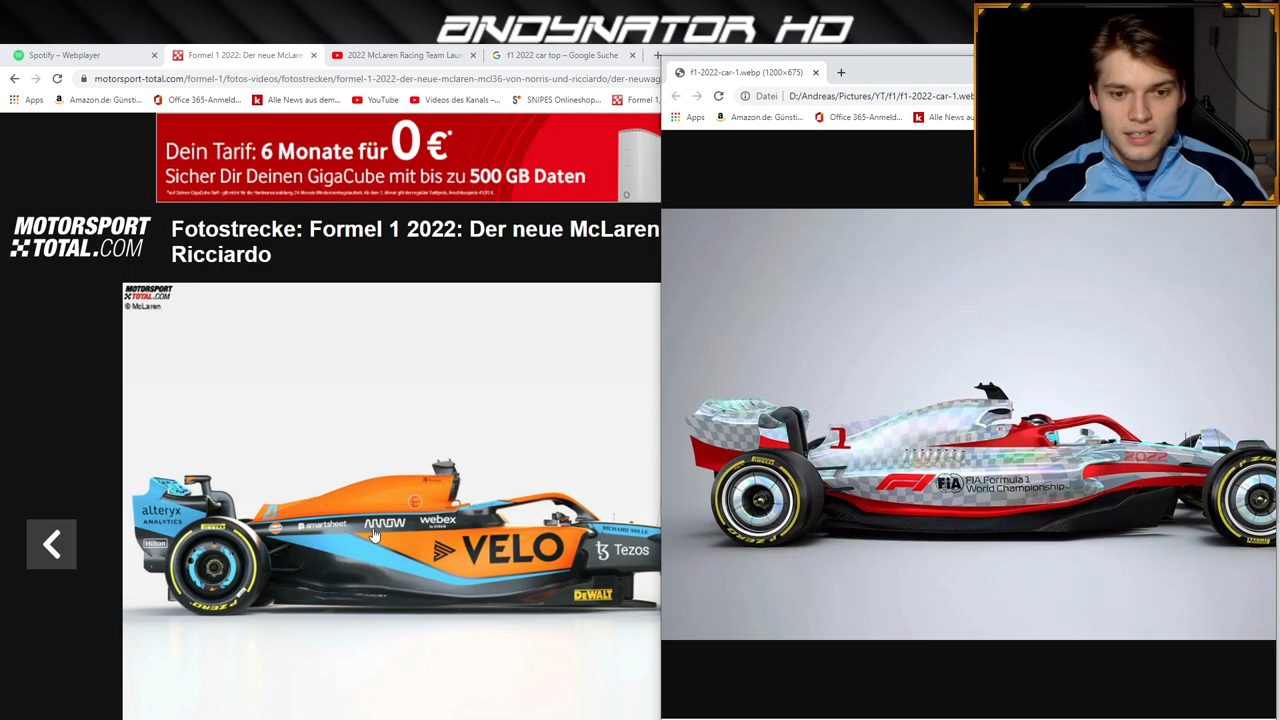 ANDYNATOR HD
Spotify – Webplayer
Formel 1 2022: Der neue McLare
2022 McLaren Racing Team Laun
f1 2022 car top – Google Suche
motorsport-total.com/formel-1/fotos-videos/fotostrecken/formel-1-2022-der-neue-mclaren-mcl36-von-norris-und-ricciardo/der-neuwag
Apps
Amazon.de: Günsti...
Office 365-Anmeld...
Alle News aus dem...
YouTube
Videos des Kanals –...
SNIPES Onlineshop...
Formel 1,
f1-2022-car-1.webp (1200×675)
Datei
D:/Andreas/Pictures/YT/f1/f1-2022-car-1.web
Apps
Amazon.de: Günsti...
Office 365-Anmeld...
Alle News au
Dein Tarif: 6 Monate für 0 €*
Sicher Dir Deinen GigaCube mit bis zu 500 GB Daten
MOTORSPORT
TOTAL.COM
Fotostrecke: Formel 1 2022: Der neue McLaren
Ricciardo
MOTORSPORT
TOTAL.COM
© McLaren
alteryx
ANALYTICS
Hilton
PIRELLI
P ZERO
Gulf
smartsheet
ARROW
webex
VELO
RICHARD MILLE
Tezos
DEWALT
1
F1
FIA
FIA Formula 1
World Championship
2022
PIRELLI
P ZERO
P ZERO